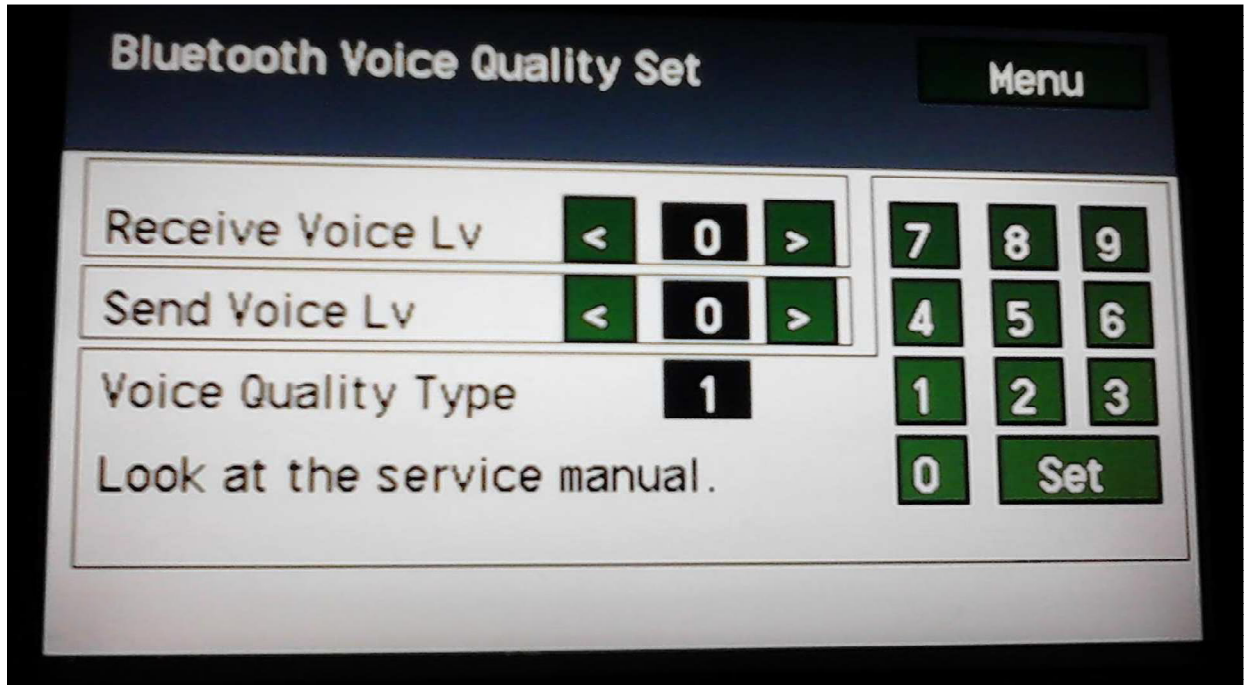 Bluetooth Voice Quality Set
Menu
Receive Voice Lv < 0 >
Send Voice Lv < 0 >
Voice Quality Type 1
Look at the service manual.
7 8 9
4 5 6
1 2 3
0 Set